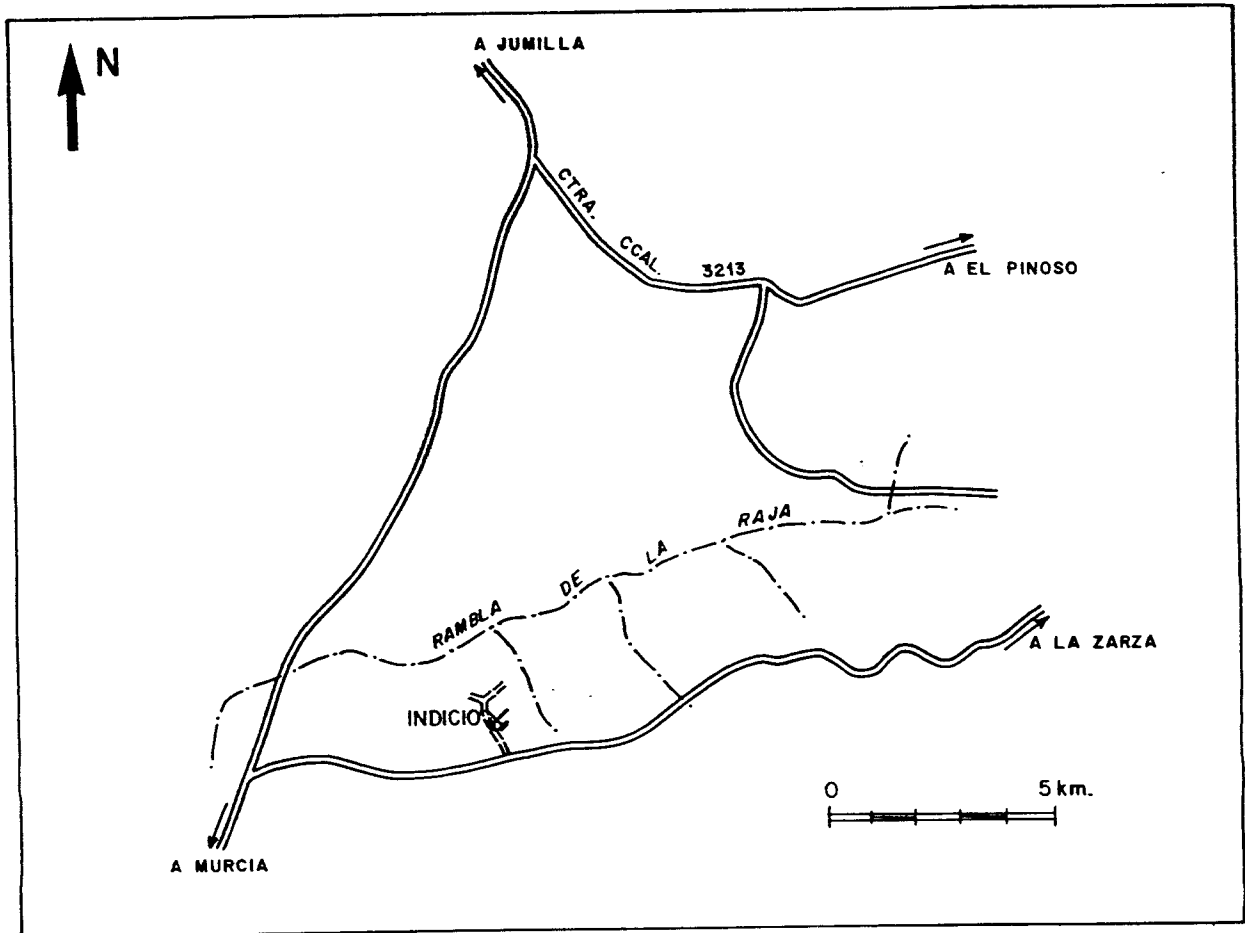 A JUMILLA
N
CTRA. CCAL. 3213
A EL PINOSO
RAMBLA DE LA RAJA
A LA ZARZA
INDICIO
0 5 km.
A MURCIA